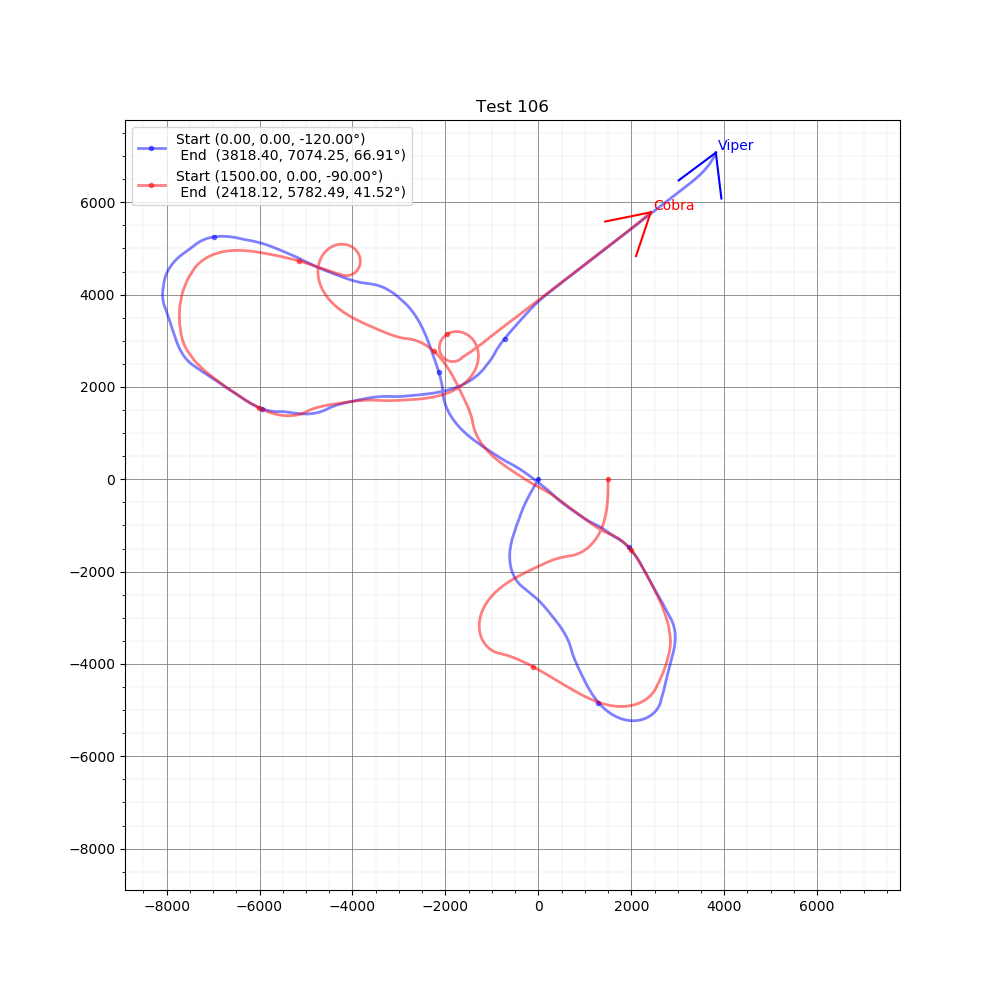 Test 106
Start (0.00, 0.00, -120.00°)
End (3818.40, 7074.25, 66.91°)
Start (1500.00, 0.00, -90.00°)
End (2418.12, 5782.49, 41.52°)
Viper
Cobra
6000
4000
2000
0
−2000
−4000
−6000
−8000
−8000 −6000 −4000 −2000 0 2000 4000 6000